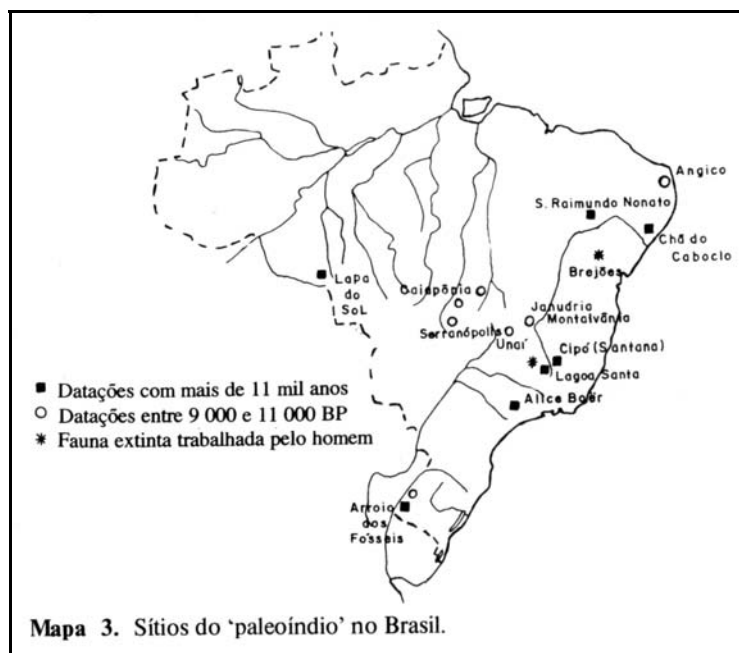 Angico
S. Raimundo Nonato
Chã do
Caboclo
Brejões
Lapa
do
SoL
Caiapônia
Januária
Montalvânia
Serranópolis
Unaí
Cipó (Santana)
Lagoa Santa
Alice Boër
■ Datações com mais de 11 mil anos
○ Datações entre 9 000 e 11 000 BP
✷ Fauna extinta trabalhada pelo homem
Arroio
dos
Fósseis
Mapa 3. Sítios do ‘paleoíndio’ no Brasil.